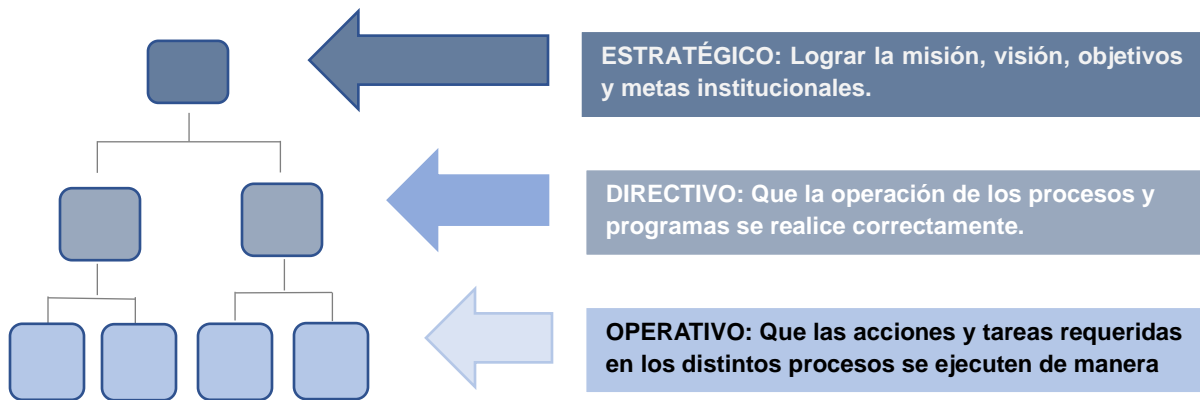 ESTRATÉGICO: Lograr la misión, visión, objetivos
y metas institucionales.
DIRECTIVO: Que la operación de los procesos y
programas se realice correctamente.
OPERATIVO: Que las acciones y tareas requeridas
en los distintos procesos se ejecuten de manera